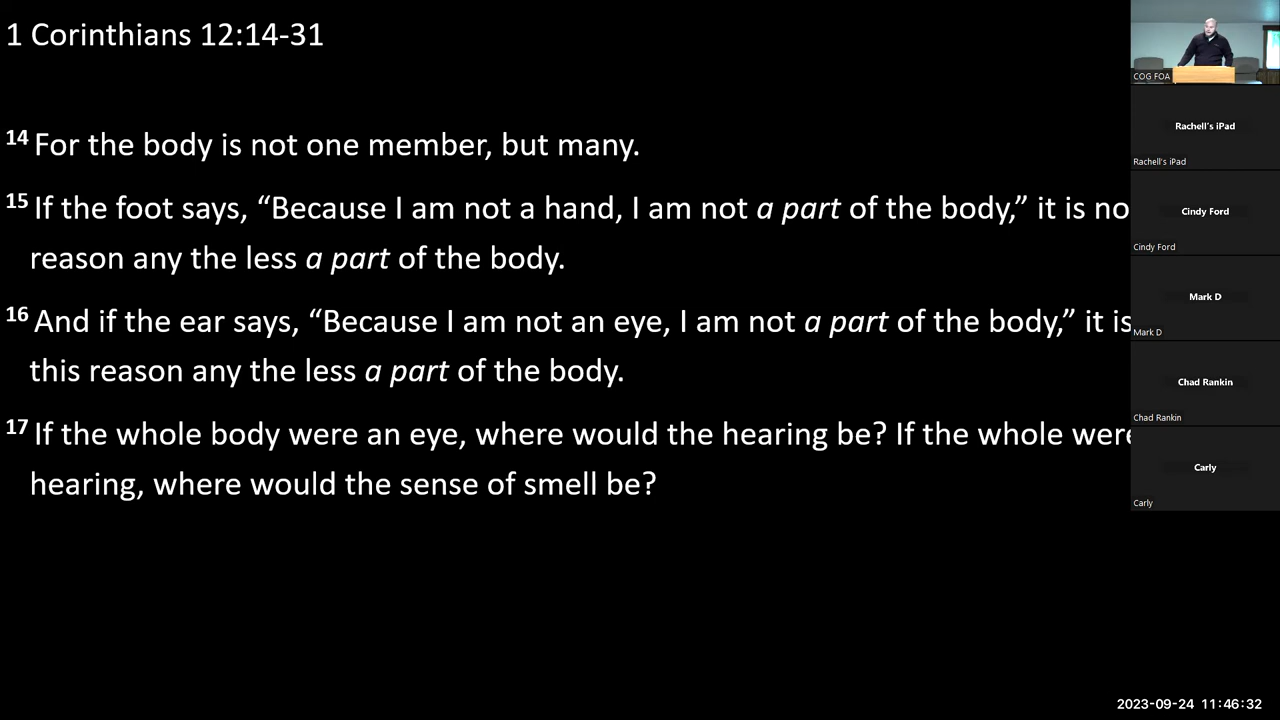 1 Corinthians 12:14-31
14 For the body is not one member, but many.
15 If the foot says, “Because I am not a hand, I am not a part of the body,” it is no
reason any the less a part of the body.
16 And if the ear says, “Because I am not an eye, I am not a part of the body,” it is
this reason any the less a part of the body.
17 If the whole body were an eye, where would the hearing be? If the whole were
hearing, where would the sense of smell be?
COG FOA
Rachell's iPad
Rachell's iPad
Cindy Ford
Cindy Ford
Mark D
Mark D
Chad Rankin
Chad Rankin
Carly
Carly
2023-09-24 11:46:32